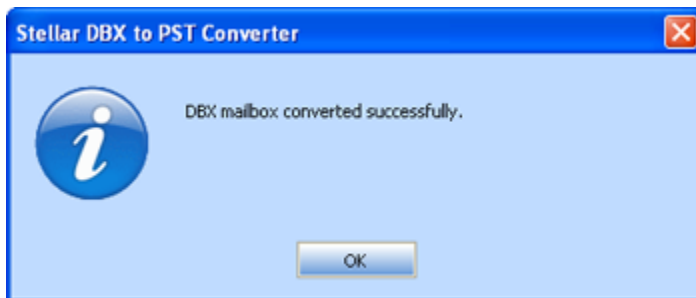 Stellar DBX to PST Converter
DBX mailbox converted successfully.
OK